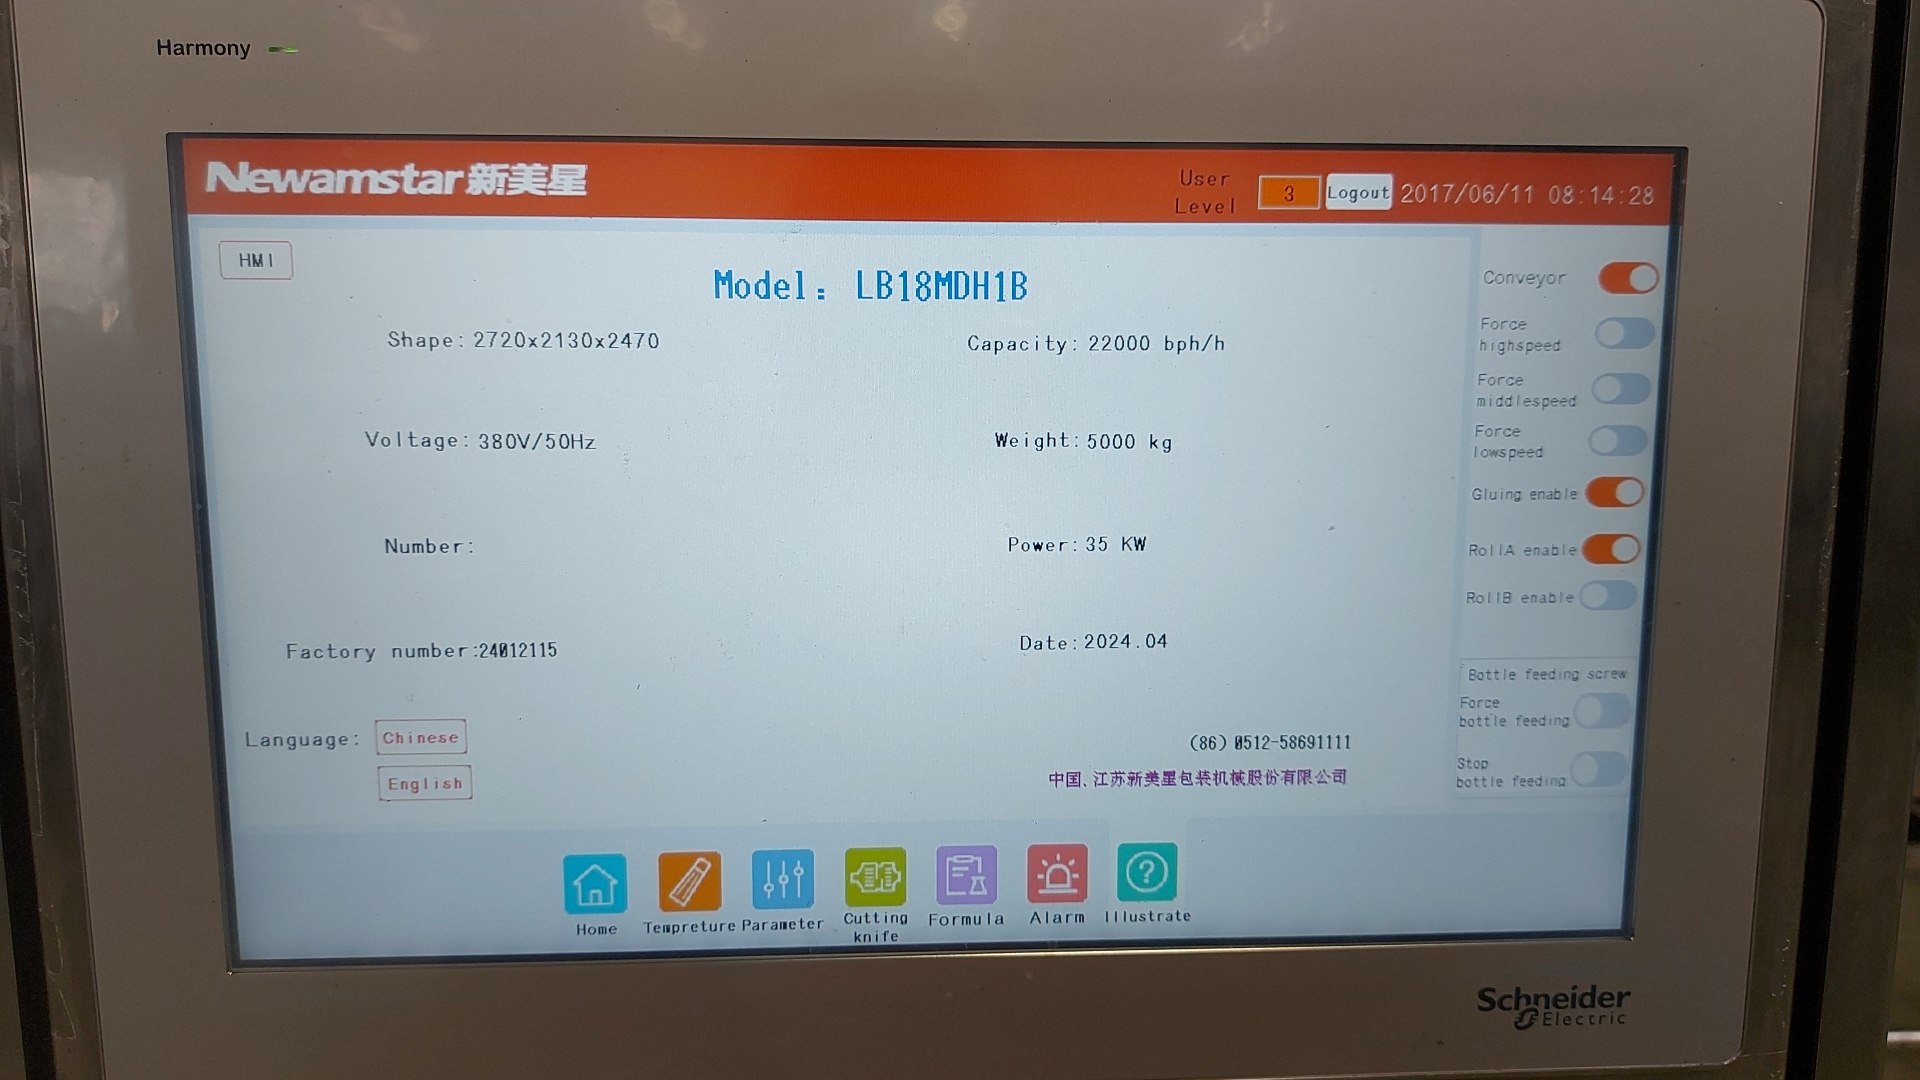 Harmony
Newamstar新美星
User Level 3 Logout 2017/06/11 08:14:28
HMI
Model: LB18MDH1B
Shape: 2720x2130x2470
Capacity: 22000 bph/h
Voltage: 380V/50Hz
Weight: 5000 kg
Number:
Power: 35 KW
Factory number:24012115
Date: 2024.04
Language: Chinese
English
(86) 0512-58691111
中国、江苏新美星包装机械股份有限公司
Conveyor
Force
highspeed
Force
middlespeed
Force
lowspeed
Gluing enable
RollA enable
RollB enable
Bottle feeding screw
Force
bottle feeding
Stop
bottle feeding
Home
Tempreture
Parameter
Cutting
knife
Formula
Alarm
Illustrate
Schneider
Electric